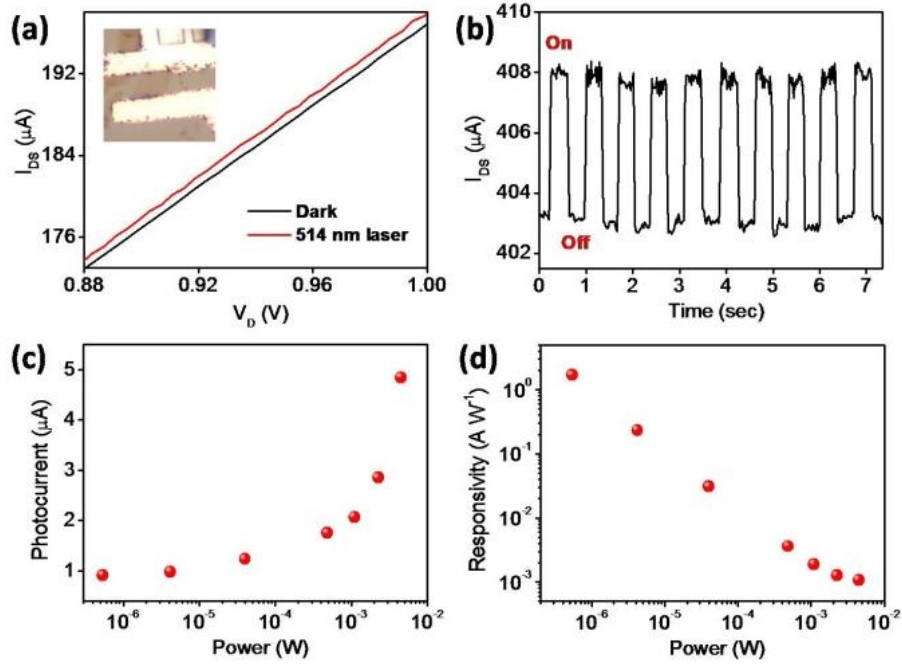 (a)
192
184
176
I_DS (μA)
Dark
514 nm laser
0.88 0.92 0.96 1.00
V_D (V)
(b)
410
408
406
404
402
I_DS (μA)
On
Off
0 1 2 3 4 5 6 7
Time (sec)
(c)
5
4
3
2
1
Photocurrent (μA)
10⁻⁶ 10⁻⁵ 10⁻⁴ 10⁻³ 10⁻²
Power (W)
(d)
10⁰
10⁻¹
10⁻²
10⁻³
Responsivity (A W⁻¹)
10⁻⁶ 10⁻⁵ 10⁻⁴ 10⁻³ 10⁻²
Power (W)